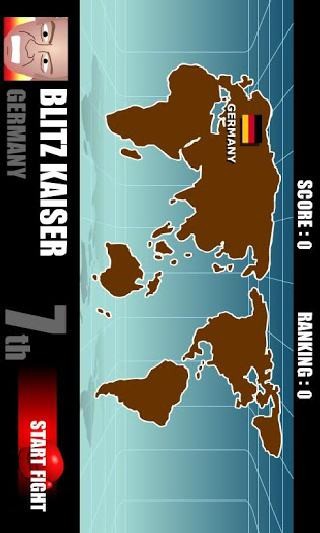 SCORE : 0
RANKING : 0
GERMANY
BLITZ KAISER
GERMANY
7th
START FIGHT